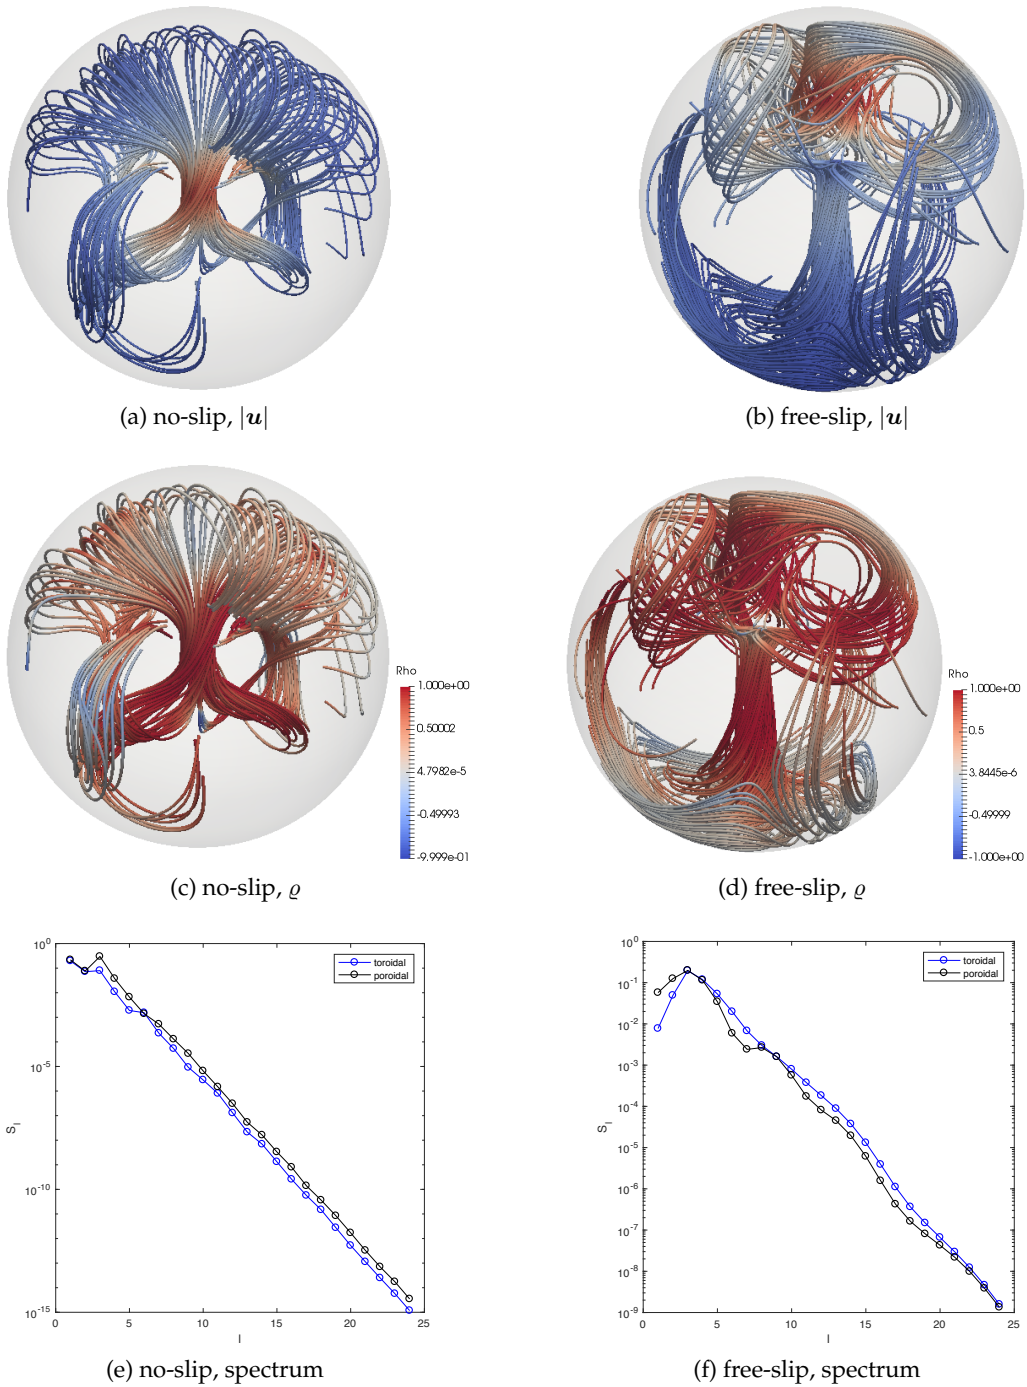 (a) no-slip, |u|
(b) free-slip, |u|
Rho
1.000e+00
0.50002
4.7982e-5
-0.49993
-9.999e-01
Rho
1.000e+00
0.5
3.8445e-6
-0.49999
-1.000e+00
(c) no-slip, ϱ
(d) free-slip, ϱ
10^0
10^-5
10^-10
10^-15
S_l
0 5 10 15 20 25
l
toroidal
poroidal
10^0
10^-1
10^-2
10^-3
10^-4
10^-5
10^-6
10^-7
10^-8
10^-9
S_l
0 5 10 15 20 25
l
toroidal
poroidal
(e) no-slip, spectrum
(f) free-slip, spectrum